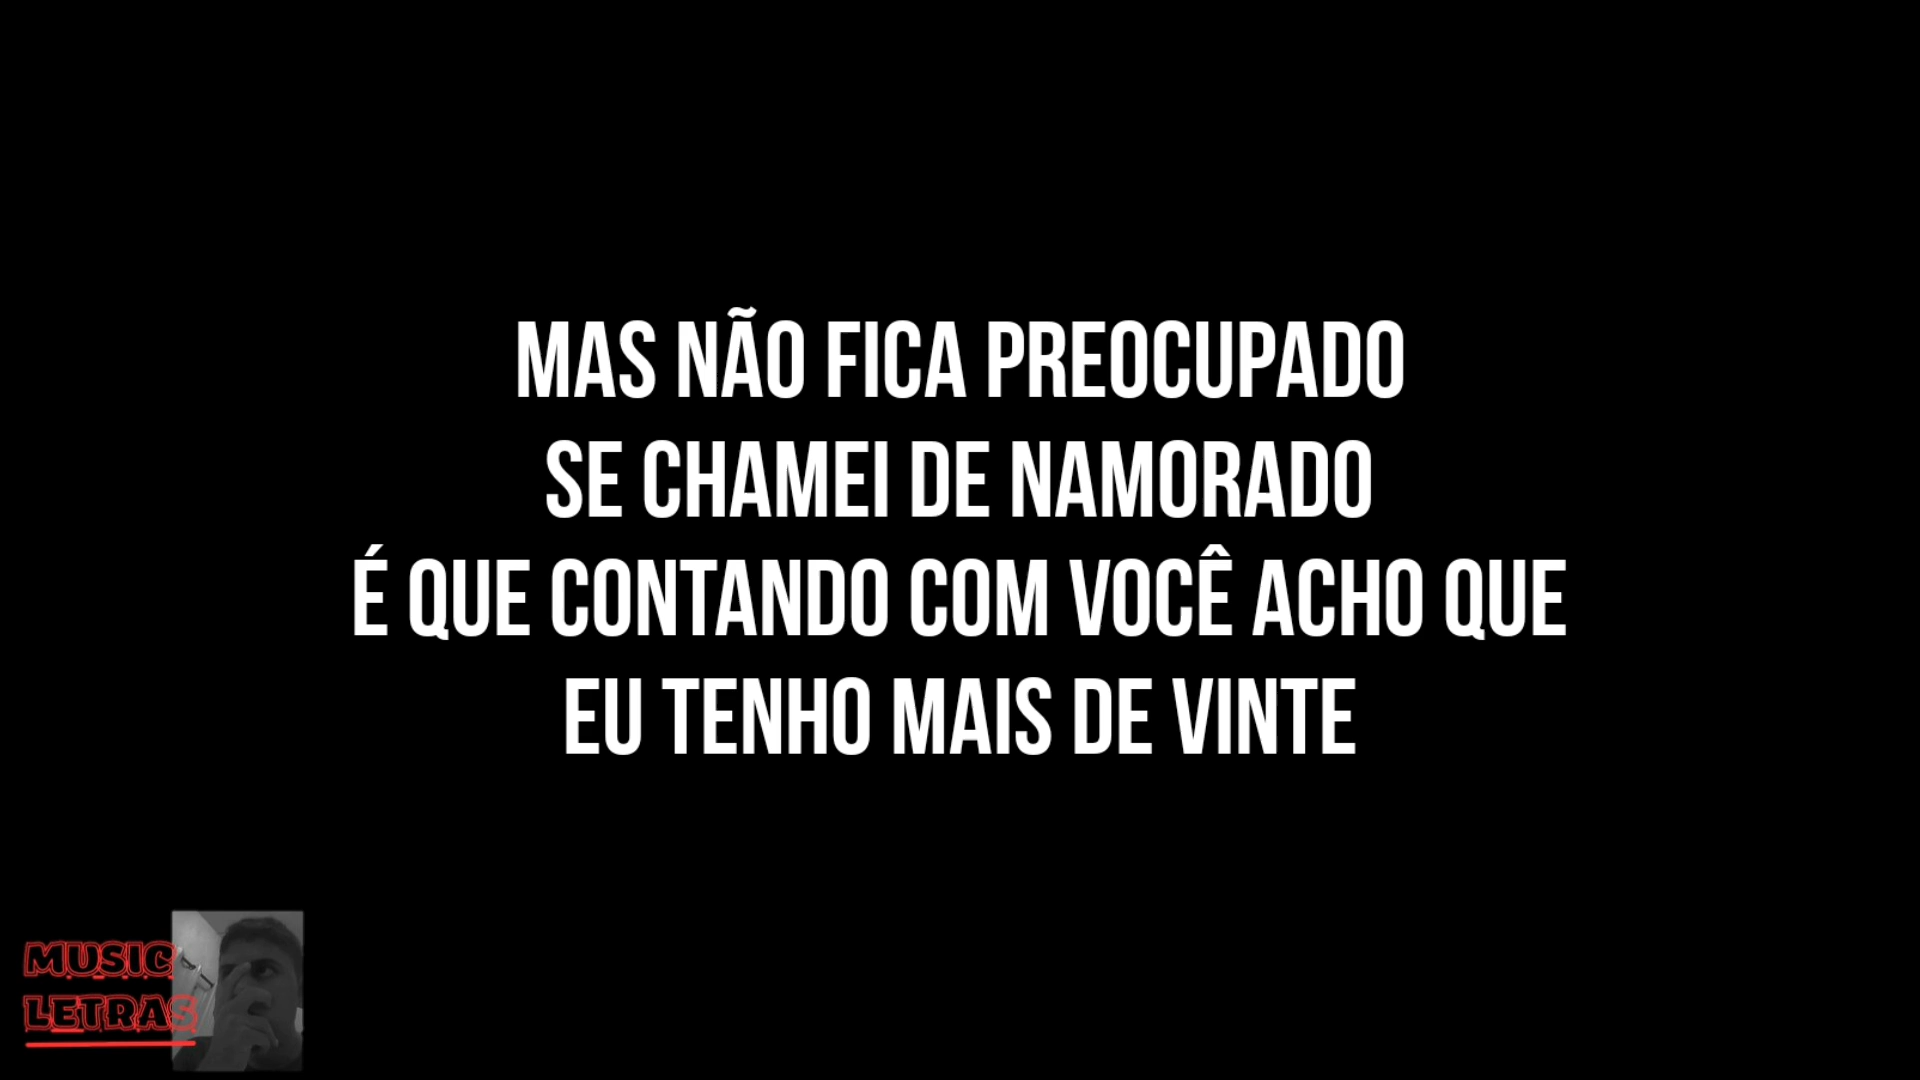 MAS NÃO FICA PREOCUPADO
SE CHAMEI DE NAMORADO
É QUE CONTANDO COM VOCÊ ACHO QUE
EU TENHO MAIS DE VINTE
MUSIC
LETRAS